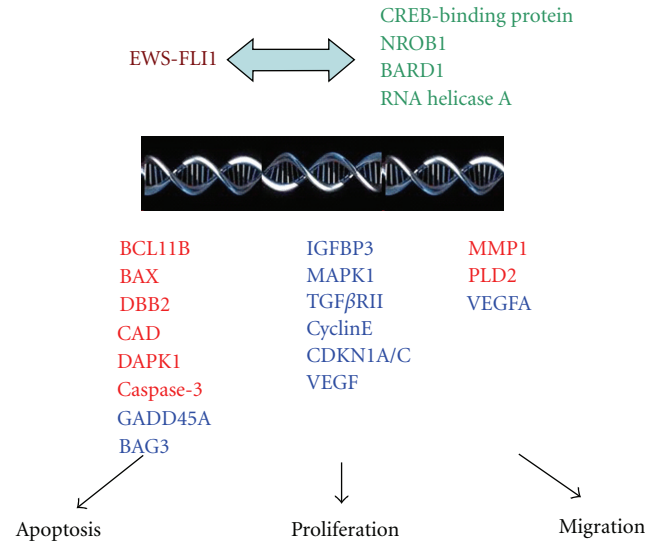 EWS-FLI1
CREB-binding protein
NROB1
BARD1
RNA helicase A
BCL11B
BAX
DBB2
CAD
DAPK1
Caspase-3
GADD45A
BAG3
IGFBP3
MAPK1
TGFβRII
CyclinE
CDKN1A/C
VEGF
MMP1
PLD2
VEGFA
Apoptosis
Proliferation
Migration